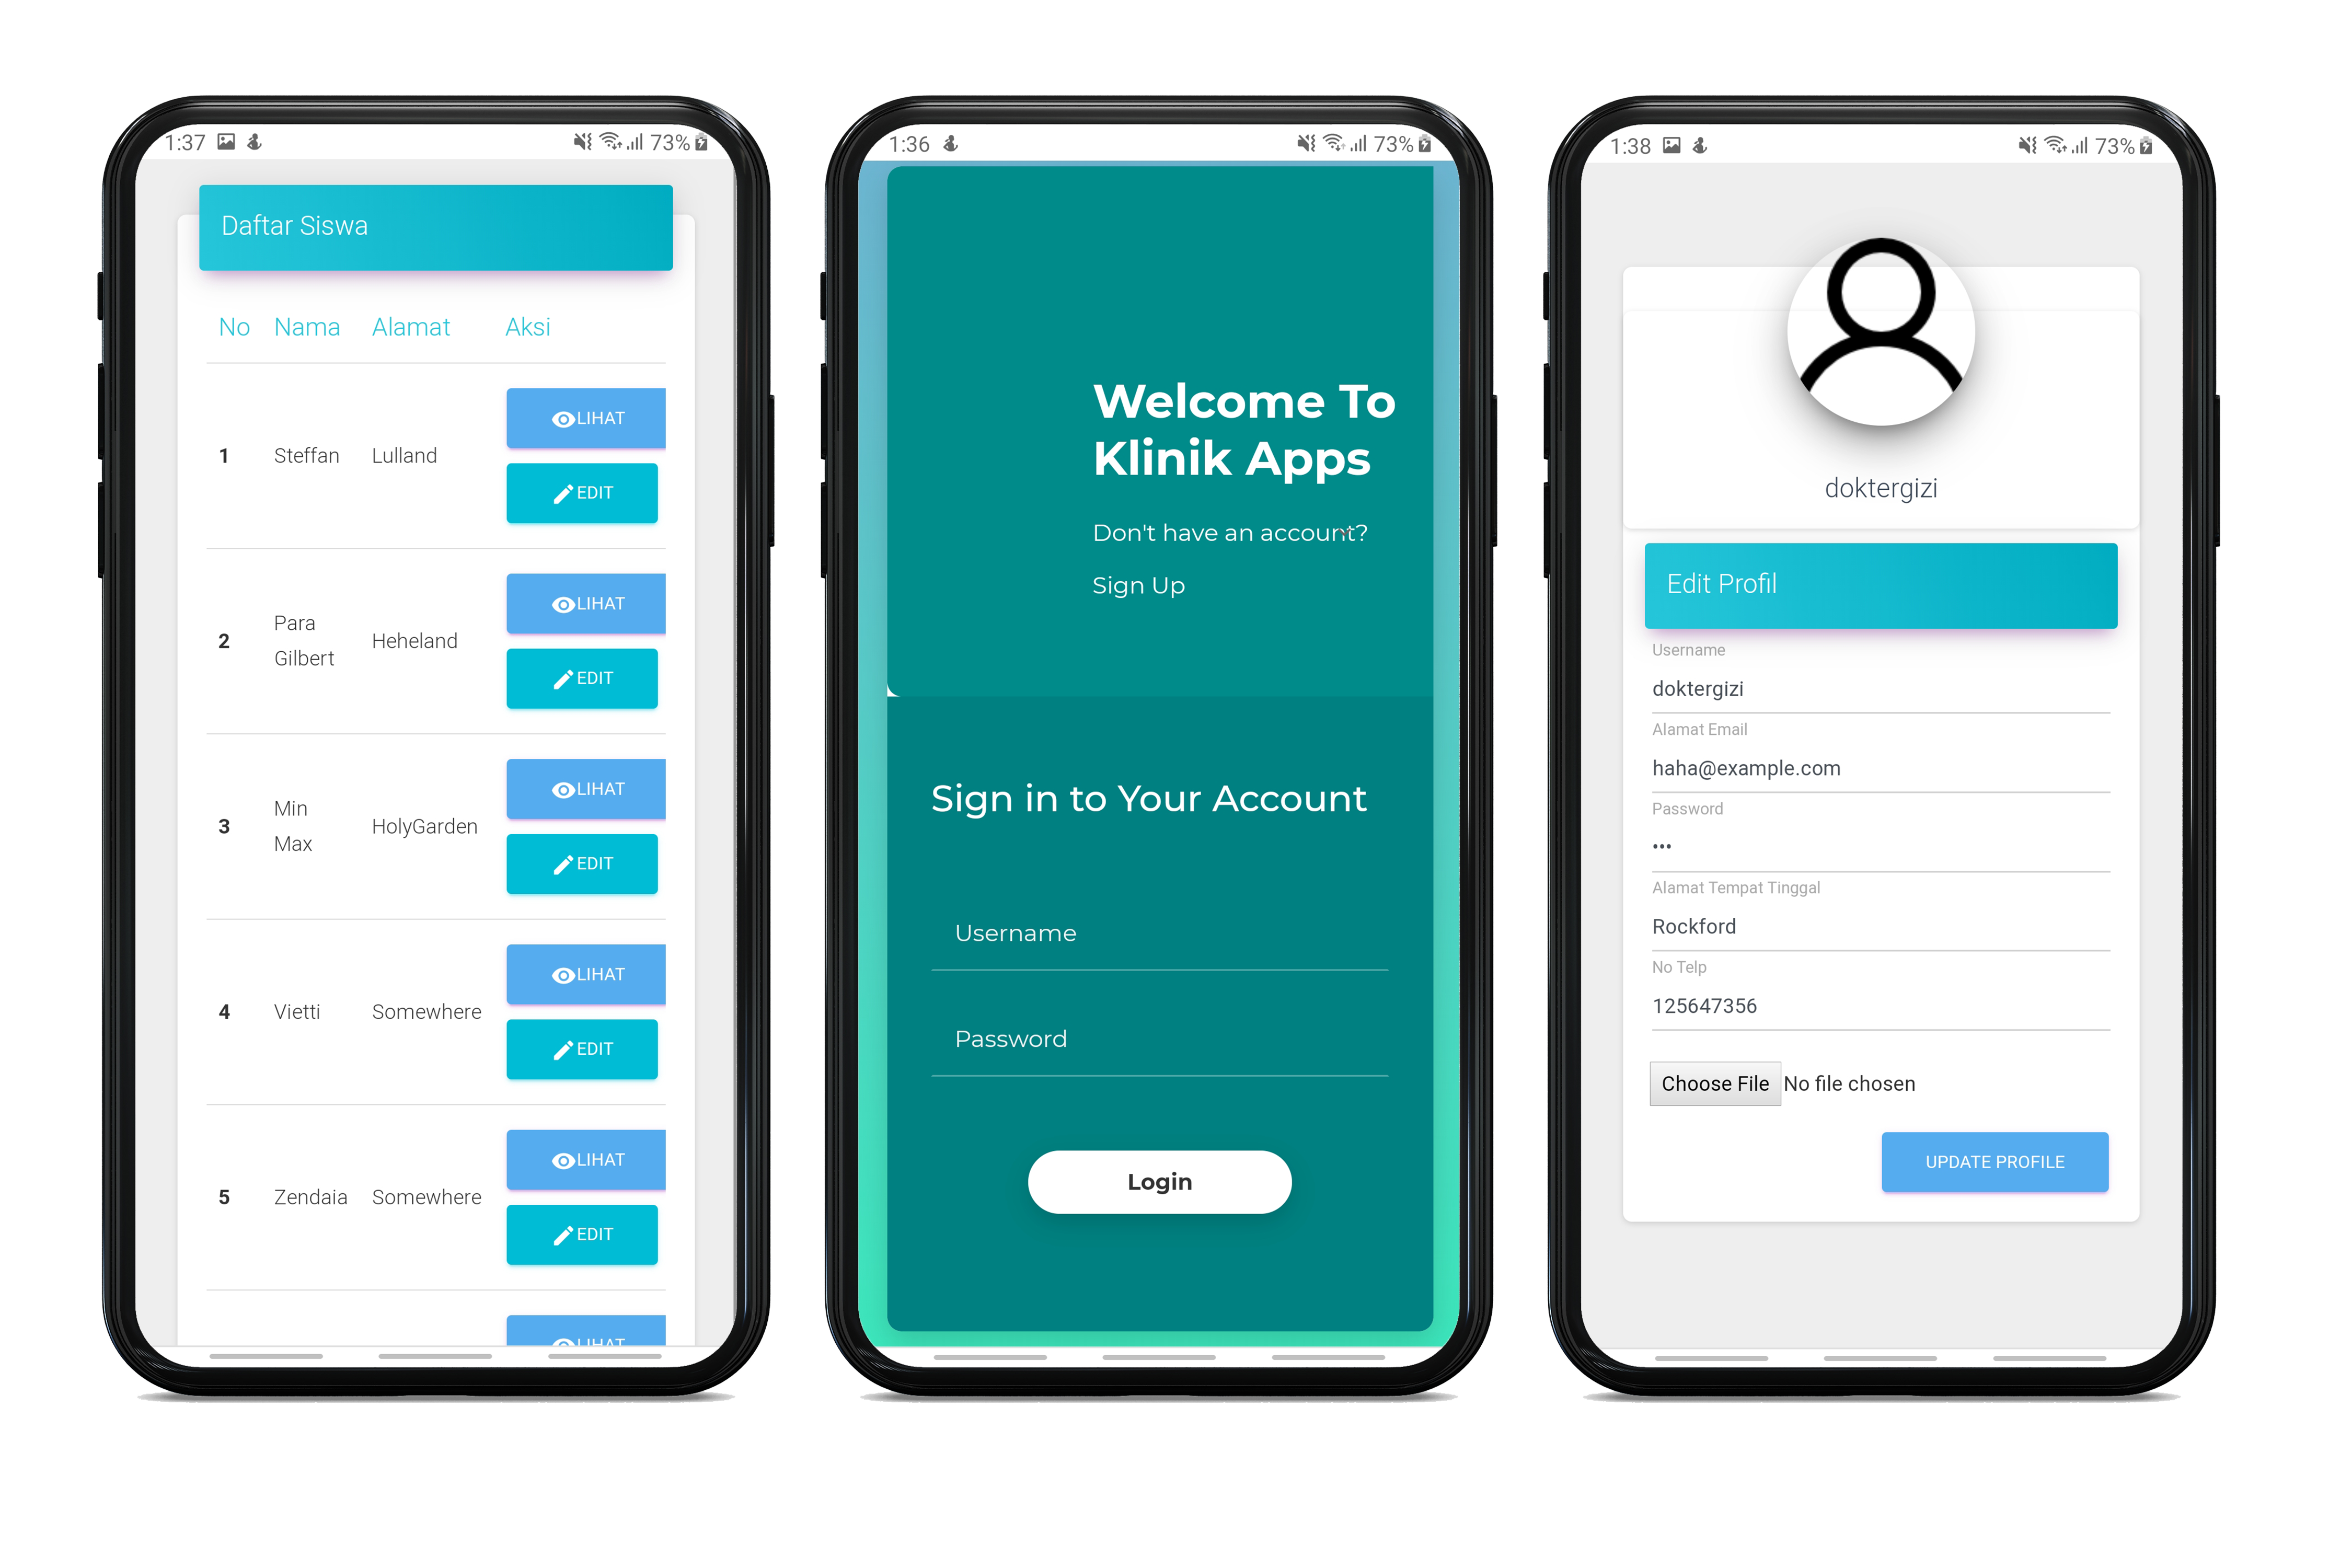 1:37
73%
Daftar Siswa
No Nama Alamat Aksi
LIHAT
1 Steffan Lulland
EDIT
LIHAT
2 Para Gilbert Heheland
EDIT
LIHAT
3 Min Max HolyGarden
EDIT
LIHAT
4 Vietti Somewhere
EDIT
LIHAT
5 Zendaia Somewhere
EDIT
LIHAT
1:36
73%
Welcome To
Klinik Apps
Don't have an account?
Sign Up
Sign in to Your Account
Username
Password
Login
1:38
73%
doktergizi
Edit Profil
Username
doktergizi
Alamat Email
haha@example.com
Password
•••
Alamat Tempat Tinggal
Rockford
No Telp
125647356
Choose File No file chosen
UPDATE PROFILE